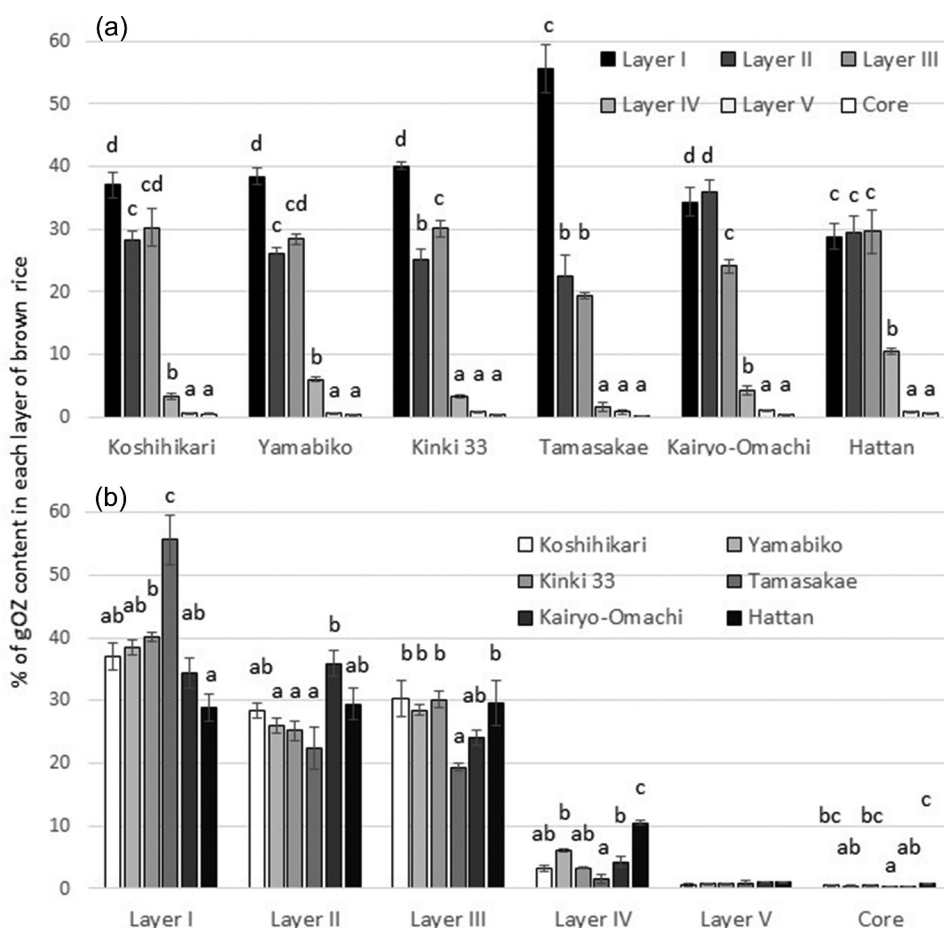 % of gOZ content in each layer of brown rice
(a)
60
50
40
30
20
10
0
Layer I Layer II Layer III
Layer IV Layer V Core
d c cd b a a
d c cd b a a
d b c a a a
c b b a a a
d d c b a a
c c c b a a
Koshihikari Yamabiko Kinki 33 Tamasakae Kairyo-Omachi Hattan
(b)
60
50
40
30
20
10
0
Koshihikari Yamabiko
Kinki 33 Tamasakae
Kairyo-Omachi Hattan
ab ab b c ab a
ab a a a b ab
b b b a ab b
ab b ab a b c
bc ab bc a ab c
Layer I Layer II Layer III Layer IV Layer V Core